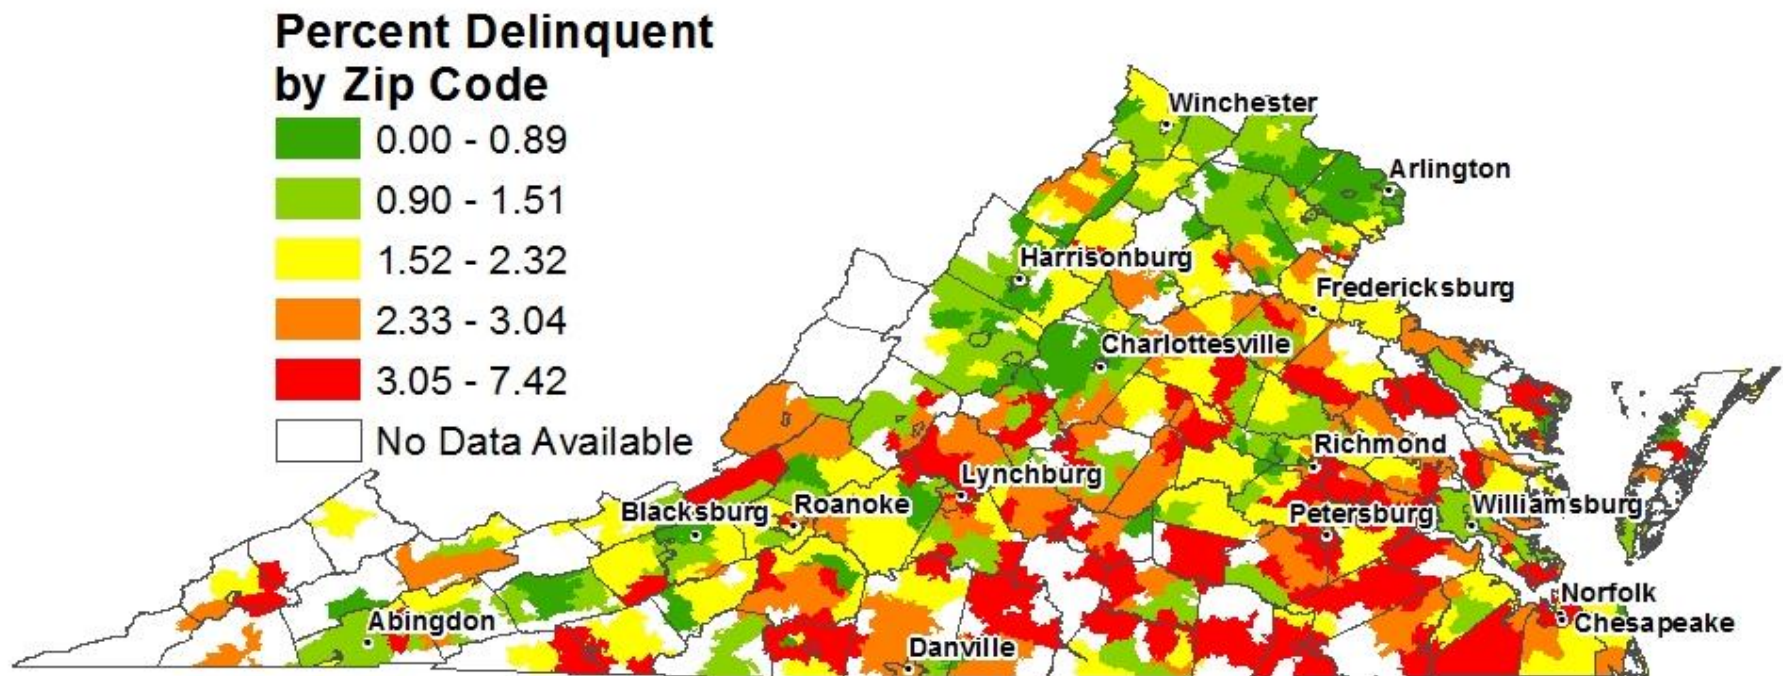 Percent Delinquent
by Zip Code
0.00 - 0.89
0.90 - 1.51
1.52 - 2.32
2.33 - 3.04
3.05 - 7.42
No Data Available
Winchester
Arlington
Harrisonburg
Fredericksburg
Charlottesville
Richmond
Lynchburg
Blacksburg
Roanoke
Williamsburg
Petersburg
Norfolk
Abingdon
Chesapeake
Danville